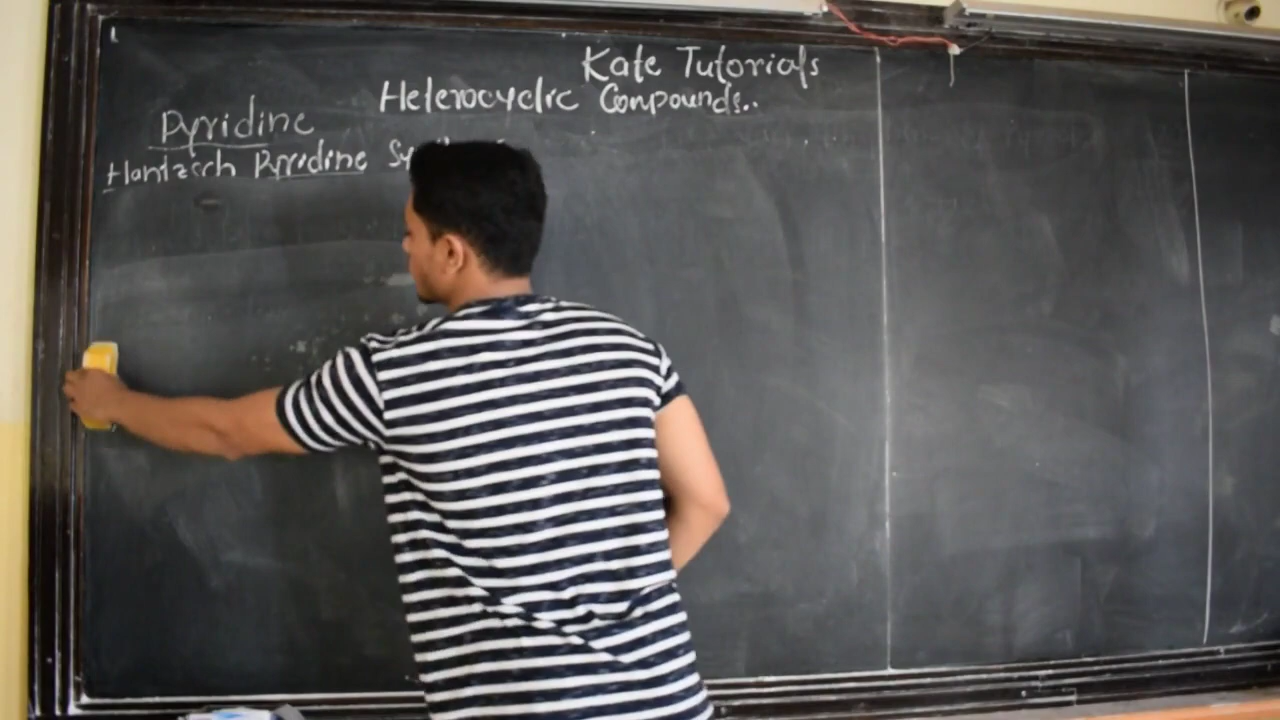 Kate Tutorials
Heterocyclic Compounds..
Pyridine
Hantzsch Pyridine